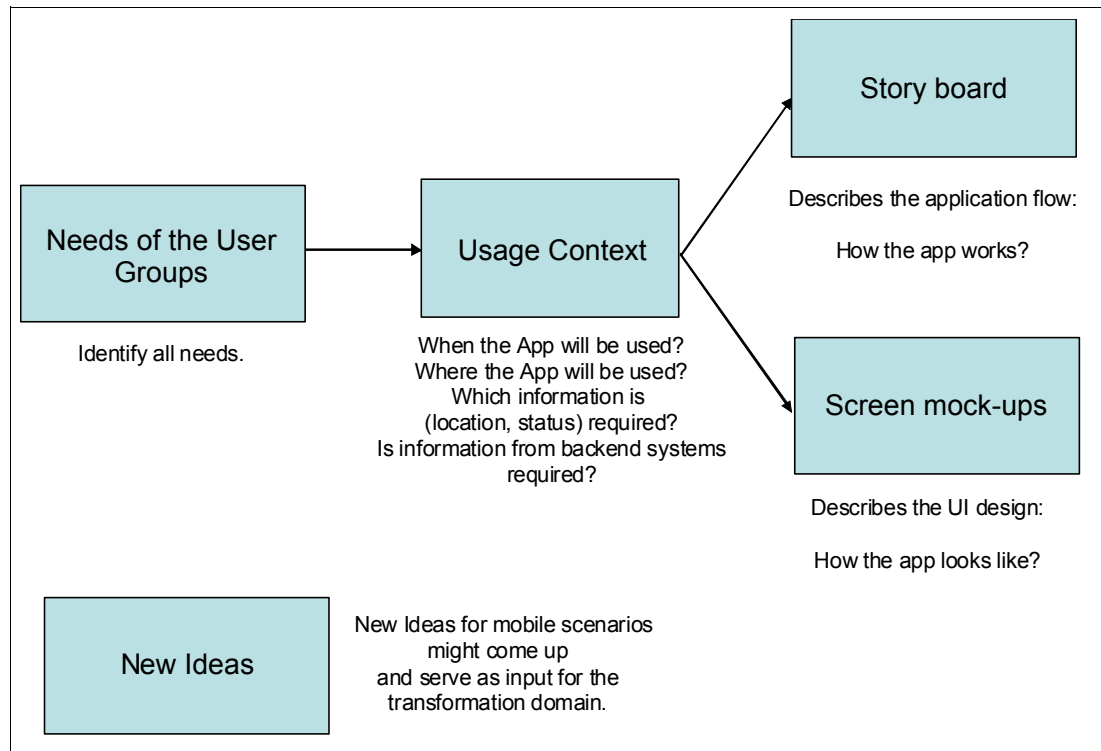 Story board
Describes the application flow:
How the app works?
Needs of the User
Groups
Identify all needs.
Usage Context
When the App will be used?
Where the App will be used?
Which information is
(location, status) required?
Is information from backend systems
required?
Screen mock-ups
Describes the UI design:
How the app looks like?
New Ideas
New Ideas for mobile scenarios
might come up
and serve as input for the
transformation domain.